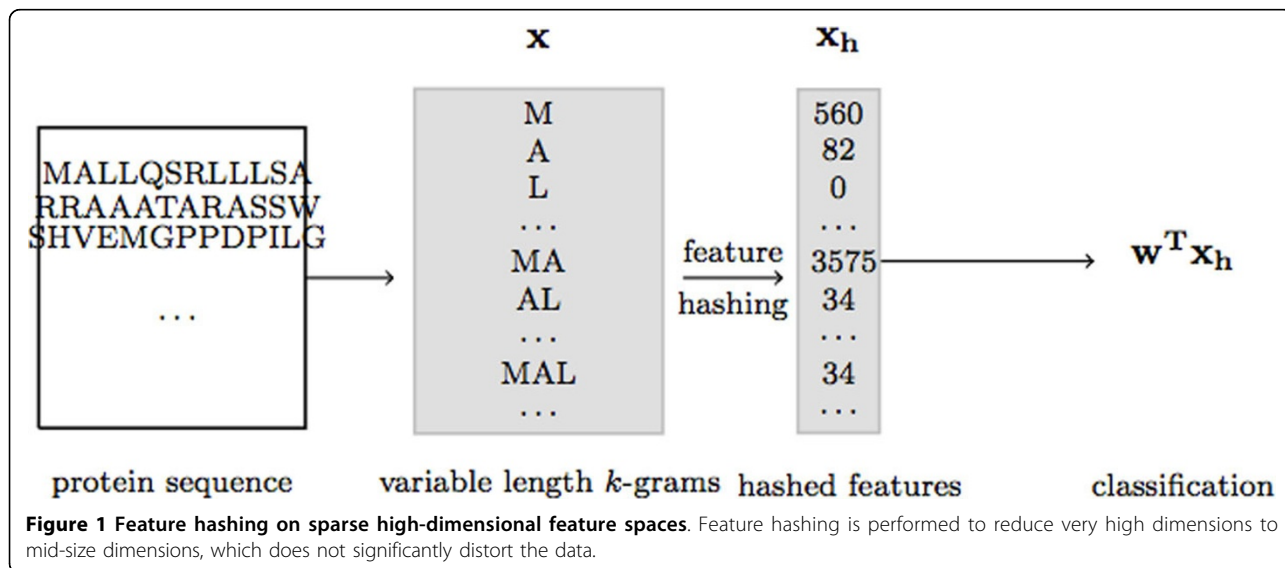 x
x_h
MALLQSRLLLSA
RRAAATARASSW
SHVEMGPPDPILG
...
M
A
L
...
MA
AL
...
MAL
...
feature
hashing
560
82
0
...
3575
34
...
34
...
w^T x_h
protein sequence
variable length k-grams
hashed features
classification
Figure 1 Feature hashing on sparse high-dimensional feature spaces. Feature hashing is performed to reduce very high dimensions to
mid-size dimensions, which does not significantly distort the data.